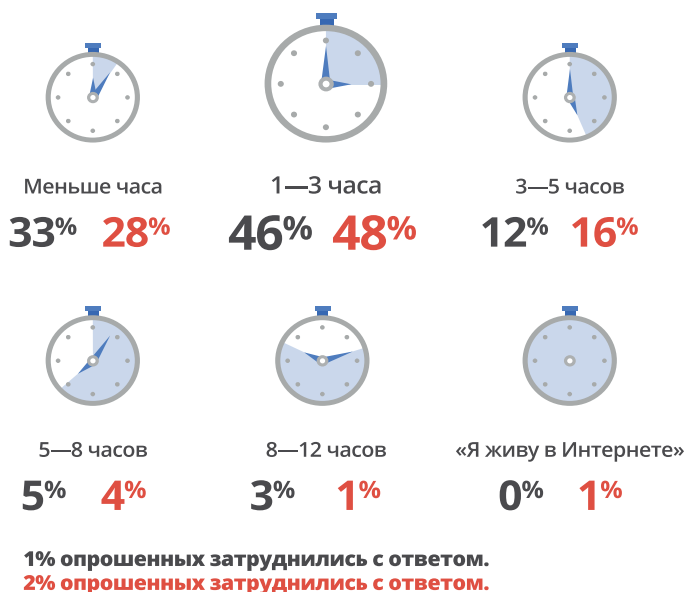 Меньше часа
33% 28%
1—3 часа
46% 48%
3—5 часов
12% 16%
5—8 часов
5% 4%
8—12 часов
3% 1%
«Я живу в Интернете»
0% 1%
1% опрошенных затруднились с ответом.
2% опрошенных затруднились с ответом.